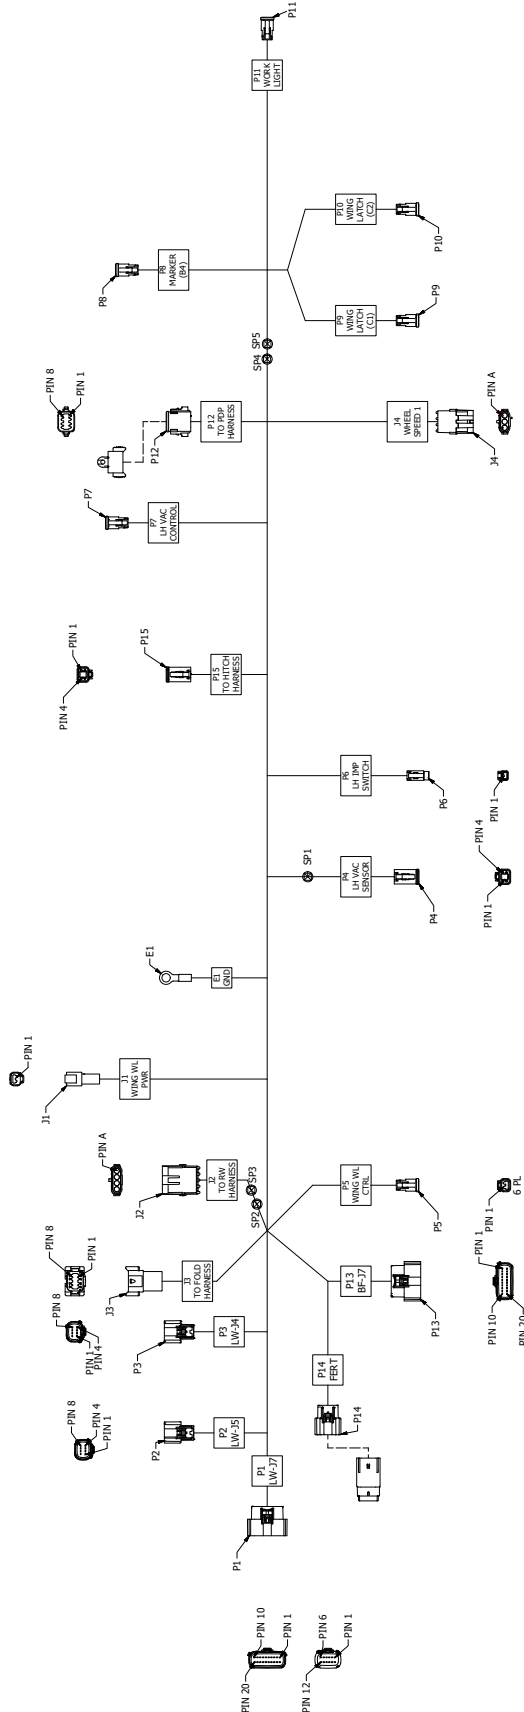 P11
P11
WORK
LIGHT
P8
P8
MARKER
(B4)
P10
WING
LATCH
(C2)
P10
P9
WING
LATCH
(C1)
P9
SP5
SP4
PIN 8
PIN 1
P12
P12
TO PDP
HARNESS
J4
WHEEL
SPEED 1
J4
PIN A
P7
P7
LH VAC
CONTROL
PIN 1
PIN 4
P15
P15
TO HITCH
HARNESS
P6
LH IMP
SWITCH
P6
PIN 1
SP1
P4
LH VAC
SENSOR
P4
PIN 4
PIN 1
E1
E1
GND
PIN 1
J1
J1
WING WL
PWR
PIN A
J2
J2
TO RW
HARNESS
SP3
SP2
P5
WING WL
CTRL
P5
PIN 1
6 PL
PIN 8
PIN 1
J3
J3
TO FOLD
HARNESS
P13
BF-J7
P13
PIN 1
PIN 10
PIN 20
PIN 8
PIN 1
PIN 4
P3
P3
LW-J4
P14
FERT
P14
PIN 8
PIN 4
PIN 1
P2
P2
LW-J5
P1
LW-J7
P1
PIN 10
PIN 1
PIN 20
PIN 6
PIN 1
PIN 12